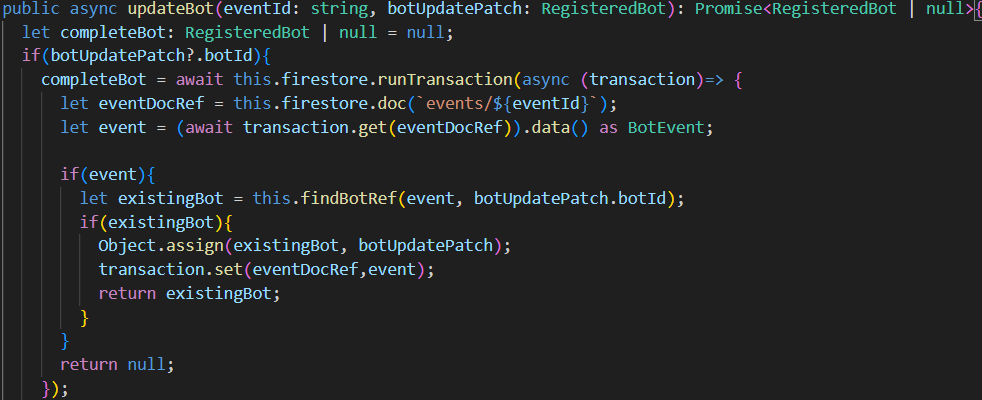 public async updateBot(eventId: string, botUpdatePatch: RegisteredBot): Promise<RegisteredBot | null>{
let completeBot: RegisteredBot | null = null;
if(botUpdatePatch?.botId){
completeBot = await this.firestore.runTransaction(async (transaction)=> {
let eventDocRef = this.firestore.doc(`events/${eventId}`);
let event = (await transaction.get(eventDocRef)).data() as BotEvent;
if(event){
let existingBot = this.findBotRef(event, botUpdatePatch.botId);
if(existingBot){
Object.assign(existingBot, botUpdatePatch);
transaction.set(eventDocRef,event);
return existingBot;
}
}
return null;
});